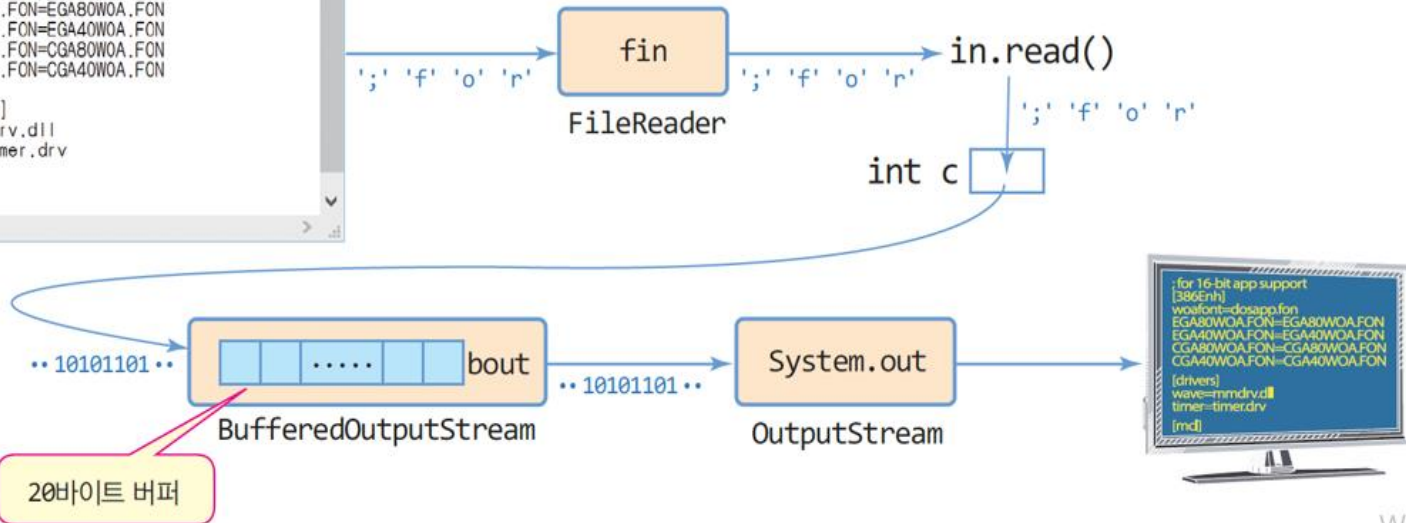 .FON=EGA80WOA.FON
.FON=EGA40WOA.FON
.FON=CGA80WOA.FON
.FON=CGA40WOA.FON
]
rv.dll
mer.drv
';' 'f' 'o' 'r'
fin
FileReader
';' 'f' 'o' 'r'
in.read()
';' 'f' 'o' 'r'
int c
··10101101··
·····
bout
BufferedOutputStream
20바이트 버퍼
··10101101··
System.out
OutputStream
; for 16-bit app support
[386Enh]
woafont=dosapp.fon
EGA80WOA.FON=EGA80WOA.FON
EGA40WOA.FON=EGA40WOA.FON
CGA80WOA.FON=CGA80WOA.FON
CGA40WOA.FON=CGA40WOA.FON
[drivers]
wave=mmdrv.dll
timer=timer.drv
[mci]